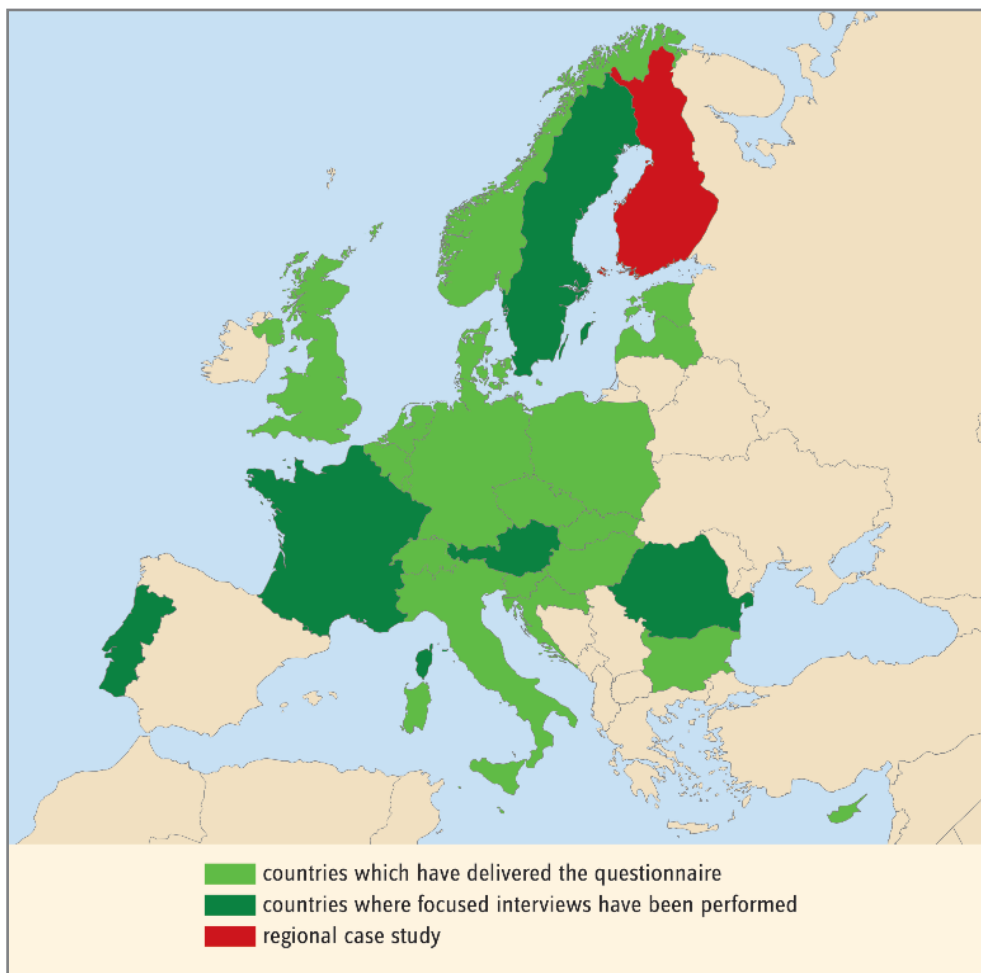 countries which have delivered the questionnaire
countries where focused interviews have been performed
regional case study